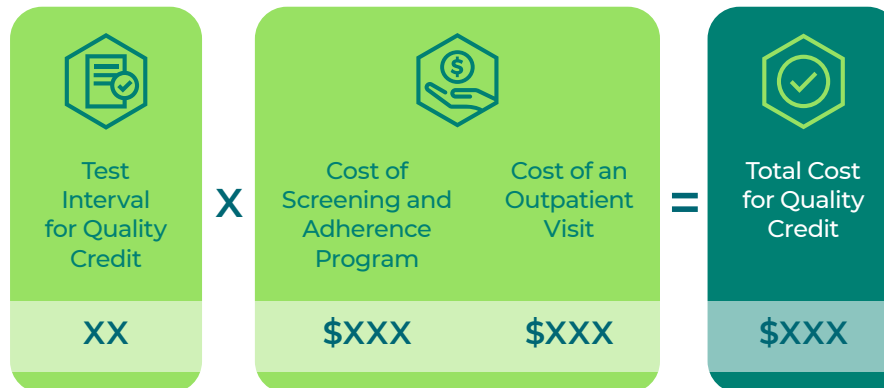 $
Test
Interval
for Quality
Credit
XX
X
Cost of
Screening and
Adherence
Program
$XXX
Cost of an
Outpatient
Visit
$XXX
=
Total Cost
for Quality
Credit
$XXX